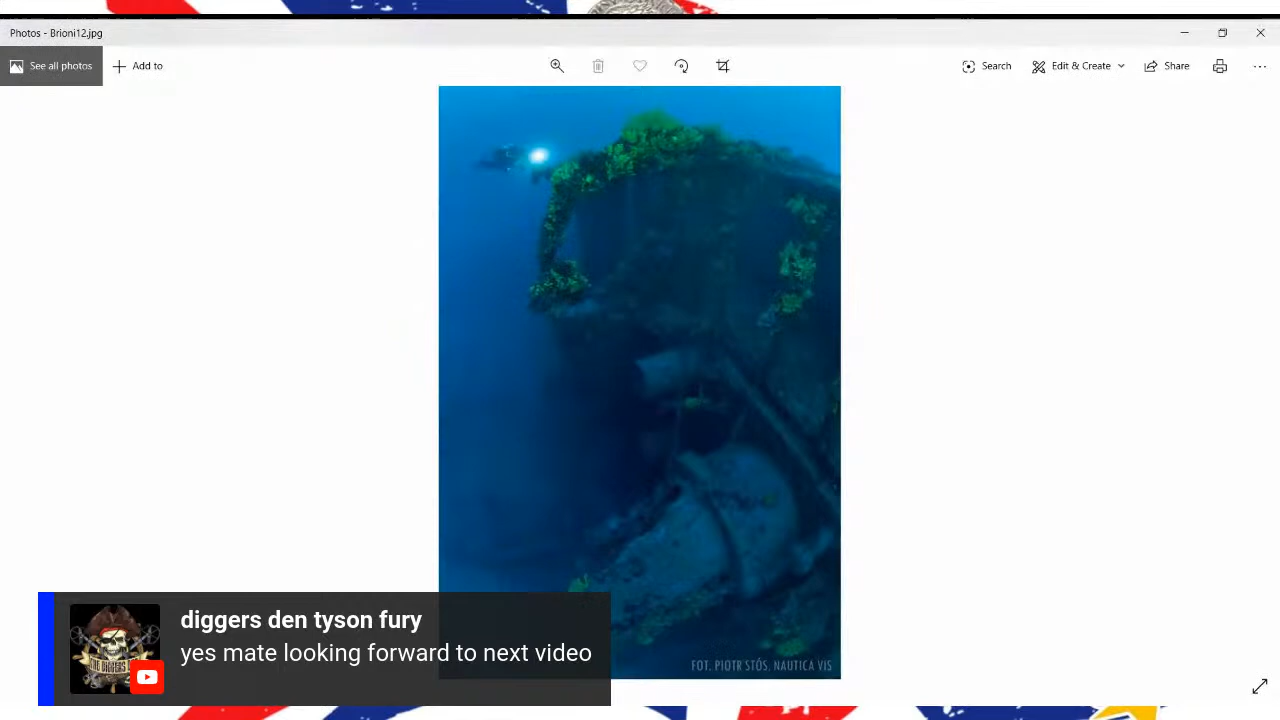 Photos - Brioni12.jpg
See all photos
Add to
Search
Edit & Create
Share
diggers den tyson fury
yes mate looking forward to next video
FOT. PIOTR STÓS, NAUTICA VIS